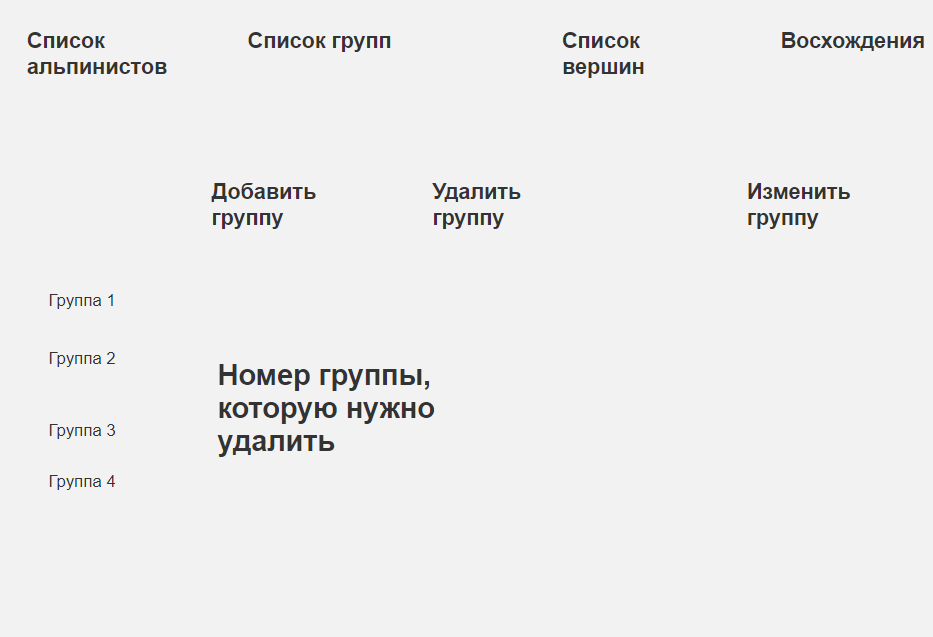 Список
альпинистов
Список групп
Список
вершин
Восхождения
Добавить
группу
Удалить
группу
Изменить
группу
Группа 1
Группа 2
Группа 3
Группа 4
Номер группы,
которую нужно
удалить